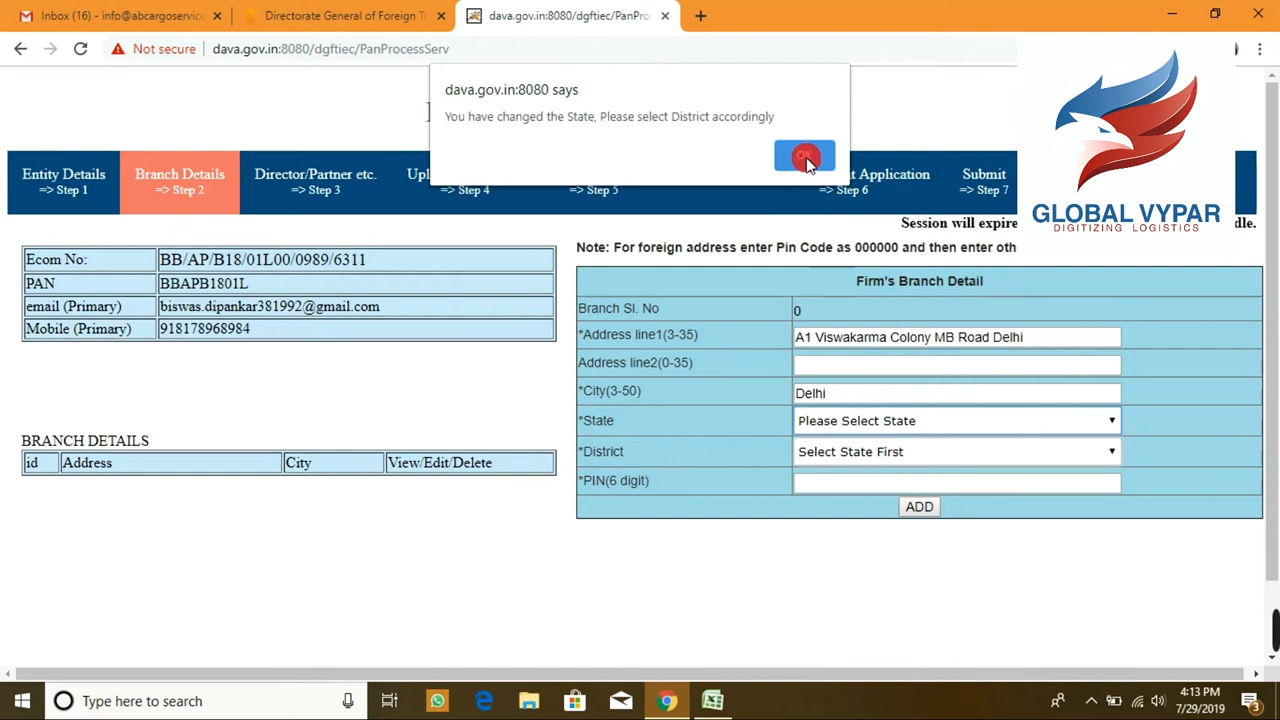 Inbox (16) - info@abcargoservice
Directorate General of Foreign T
dava.gov.in:8080/dgftiec/PanPro
Not secure
dava.gov.in:8080/dgftiec/PanProcessServ
dava.gov.in:8080 says
You have changed the State, Please select District accordingly
Entity Details
=> Step 1
Branch Details
=> Step 2
Director/Partner etc.
=> Step 3
=> Step 4
=> Step 5
t Application
=> Step 6
Submit
=> Step 7
GLOBAL VYPAR
DIGITIZING LOGISTICS
Session will expire
dle.
Note: For foreign address enter Pin Code as 000000 and then enter oth
Ecom No: BB/AP/B18/01L00/0989/6311
PAN BBAPB1801L
email (Primary) biswas.dipankar381992@gmail.com
Mobile (Primary) 918178968984
Firm's Branch Detail
Branch Sl. No 0
*Address line1(3-35) A1 Viswakarma Colony MB Road Delhi
Address line2(0-35)
*City(3-50) Delhi
*State Please Select State
*District Select State First
*PIN(6 digit)
ADD
BRANCH DETAILS
id Address City View/Edit/Delete
Type here to search
4:13 PM
7/29/2019
3